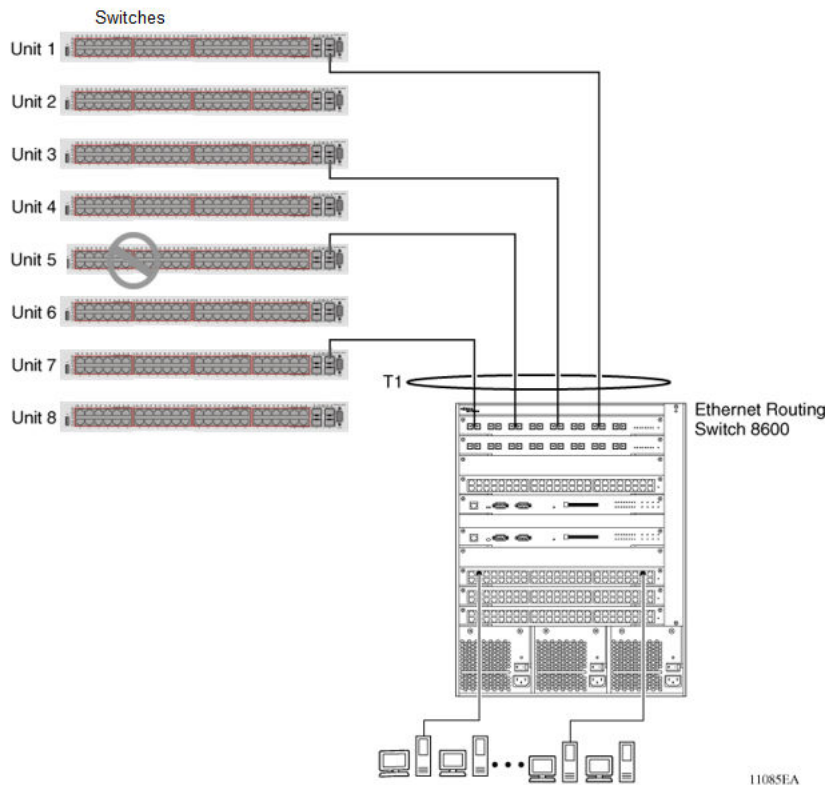 Switches
Unit 1
Unit 2
Unit 3
Unit 4
Unit 5
Unit 6
Unit 7
Unit 8
T1
Ethernet Routing
Switch 8600
11085EA